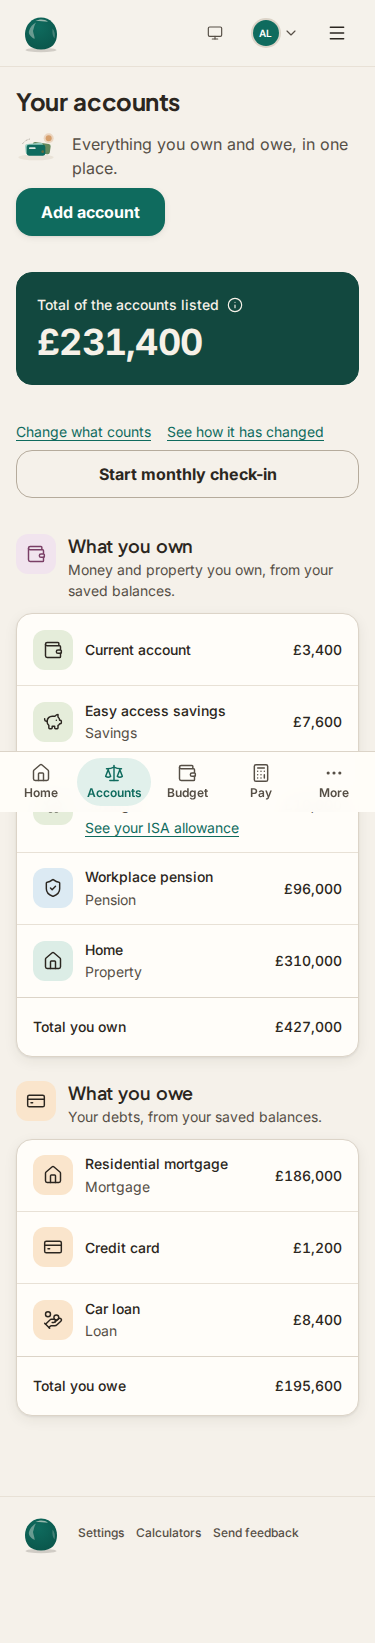 AL
Your accounts
Everything you own and owe, in one
place.
Add account
Total of the accounts listed
£231,400
Change what counts See how it has changed
Start monthly check-in
What you own
Money and property you own, from your
saved balances.
Current account £3,400
Easy access savings £7,600
Savings
Home Accounts Budget Pay More
See your ISA allowance
Workplace pension £96,000
Pension
Home £310,000
Property
Total you own £427,000
What you owe
Your debts, from your saved balances.
Residential mortgage £186,000
Mortgage
Credit card £1,200
Car loan £8,400
Loan
Total you owe £195,600
Settings Calculators Send feedback